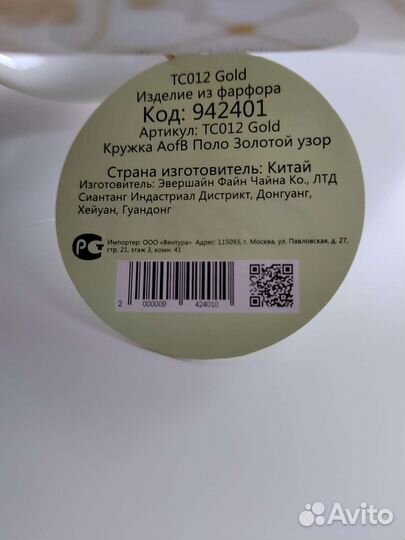 TC012 Gold
Изделие из фарфора
Код: 942401
Артикул: TC012 Gold
Кружка AofB Поло Золотой узор
Страна изготовитель: Китай
Изготовитель: Эвершайн Файн Чайна Ко., ЛТД
Сиантанг Индастриал Дистрикт, Донгуанг,
Хейуан, Гуандонг
Импортер: ООО «Вентура» Адрес: 115093, г. Москва, ул. Павловская, д. 27,
стр. 21, этаж 3, комн. 41
2 000009 424010
Avito